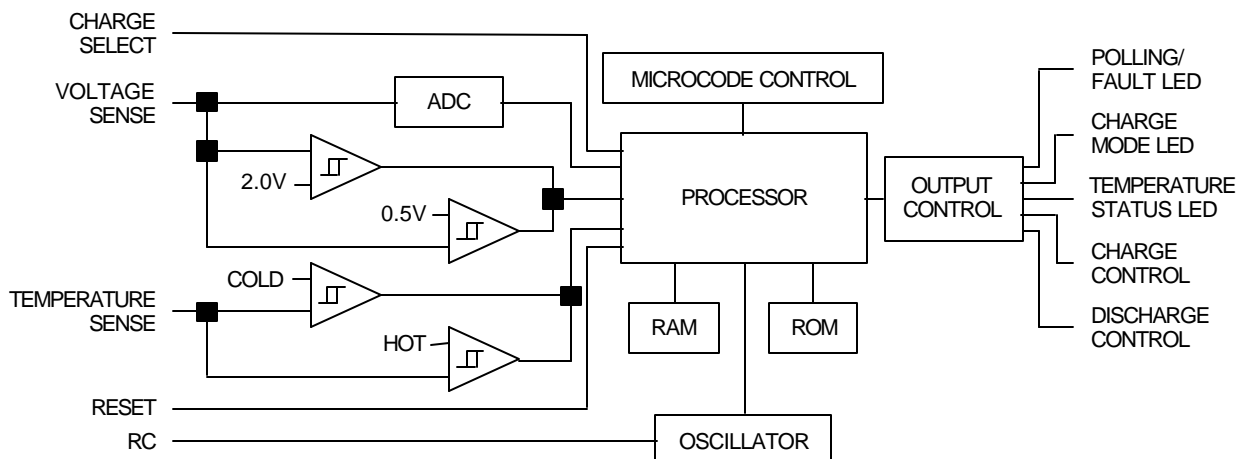 CHARGE
SELECT
VOLTAGE
SENSE
TEMPERATURE
SENSE
RESET
RC
ADC
2.0V
0.5V
COLD
HOT
MICROCODE CONTROL
PROCESSOR
RAM
ROM
OSCILLATOR
OUTPUT
CONTROL
POLLING/
FAULT LED
CHARGE
MODE LED
TEMPERATURE
STATUS LED
CHARGE
CONTROL
DISCHARGE
CONTROL